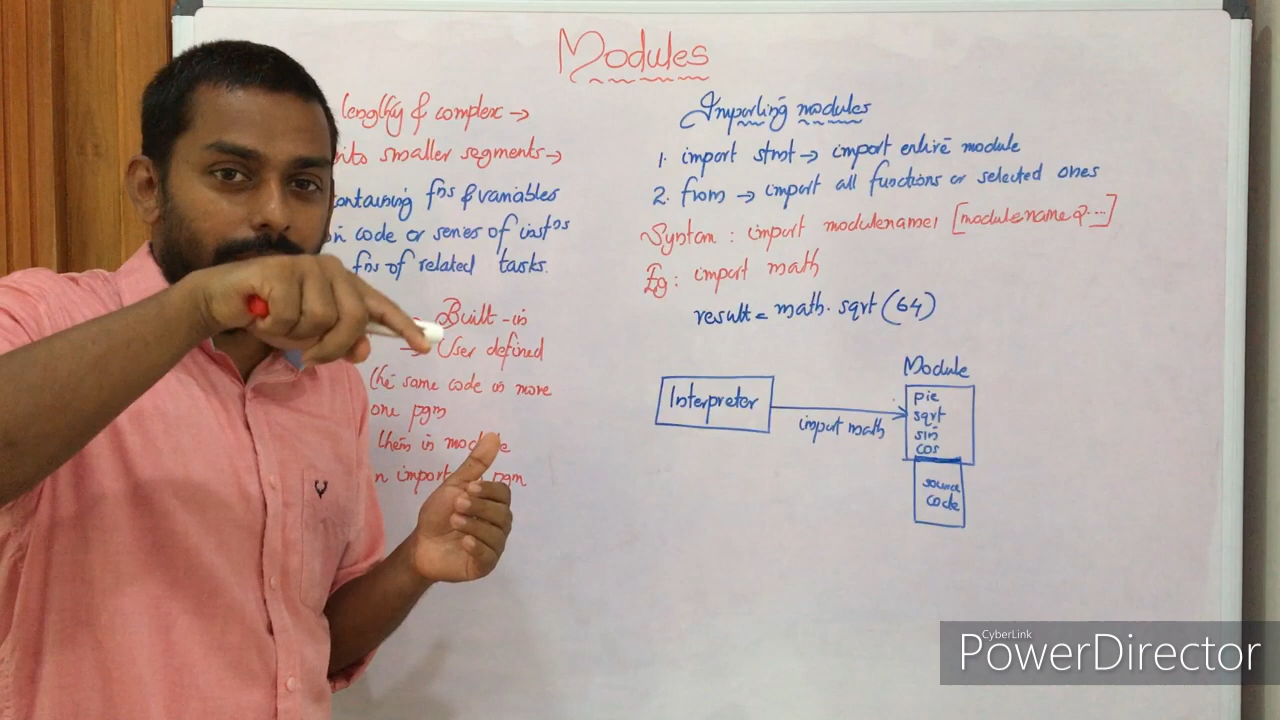 Modules
lengthy & complex →
into smaller segments →
containing fns & variables
code or series of instns
fns of related tasks.
Built-in
→ User defined
the same code in more
one pgm
them in module
n import pgm
Importing modules
1. import stmt → import entire module
2. from → import all functions or selected ones
Syntax : import modulename1 [modulename2...]
Eg : import math
result = math.sqrt(64)
Interpreter
import math
Module
pie
sqrt
sin
cos
source
code
CyberLink
PowerDirector